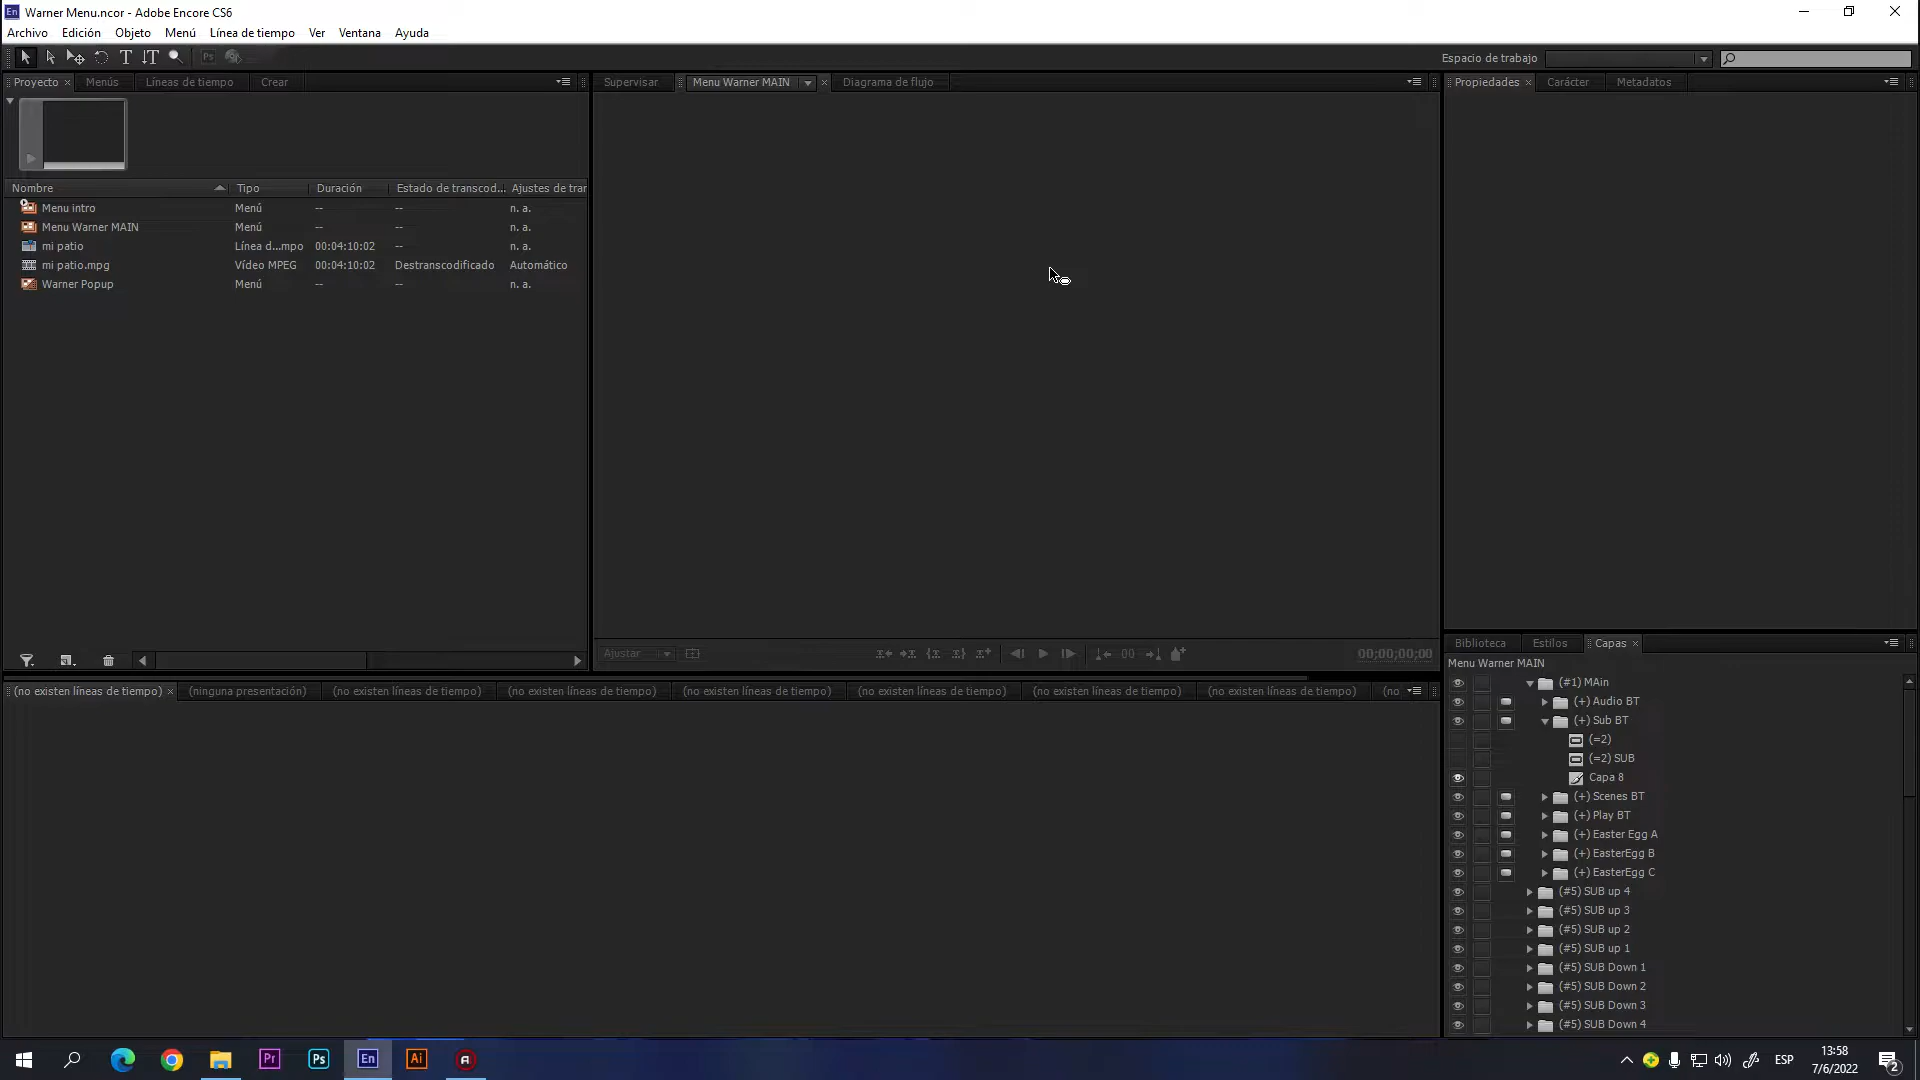 Warner Menu.ncor - Adobe Encore CS6
Archivo Edición Objeto Menú Línea de tiempo Ver Ventana Ayuda
Espacio de trabajo
Proyecto × Menús Líneas de tiempo Crear
Supervisar Menu Warner MAIN × Diagrama de flujo
Propiedades × Carácter Metadatos
Nombre Tipo Duración Estado de transcod... Ajustes de tran
Menu intro Menú -- -- n. a.
Menu Warner MAIN Menú -- -- n. a.
mi patio Línea d...mpo 00:04:10:02 -- n. a.
mi patio.mpg Vídeo MPEG 00:04:10:02 Destranscodificado Automático
Warner Popup Menú -- -- n. a.
Ajustar 00 00;00;00;00
(no existen líneas de tiempo) × (ninguna presentación) (no existen líneas de tiempo) (no existen líneas de tiempo) (no existen líneas de tiempo) (no existen líneas de tiempo) (no existen líneas de tiempo) (no existen líneas de tiempo) (no
Biblioteca Estilos Capas ×
Menu Warner MAIN
(#1) MAin
(+) Audio BT
(+) Sub BT
(=2)
(=2) SUB
Capa 8
(+) Scenes BT
(+) Play BT
(+) Easter Egg A
(+) EasterEgg B
(+) EasterEgg C
(#5) SUB up 4
(#5) SUB up 3
(#5) SUB up 2
(#5) SUB up 1
(#5) SUB Down 1
(#5) SUB Down 2
(#5) SUB Down 3
(#5) SUB Down 4
Pr Ps En Ai
ESP
13:58
7/6/2022
2